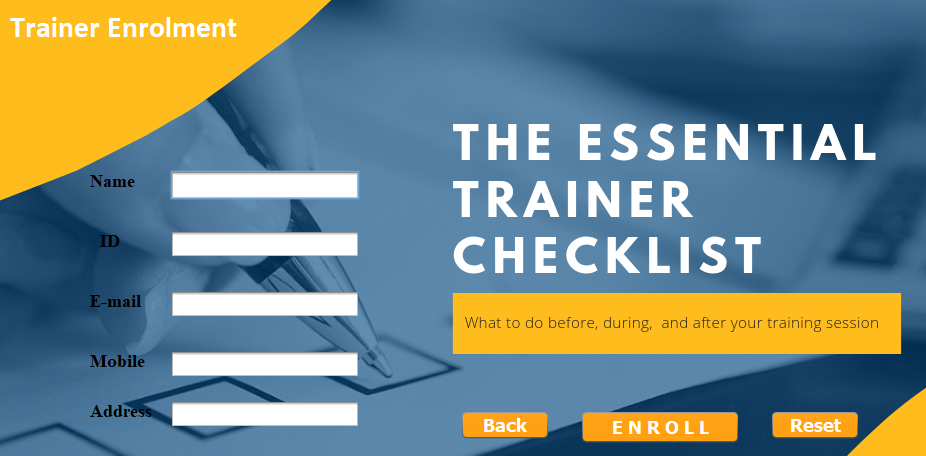 Trainer Enrolment
Name
ID
E-mail
Mobile
Address
THE ESSENTIAL
TRAINER
CHECKLIST
What to do before, during,  and after your training session
Back
ENROLL
Reset